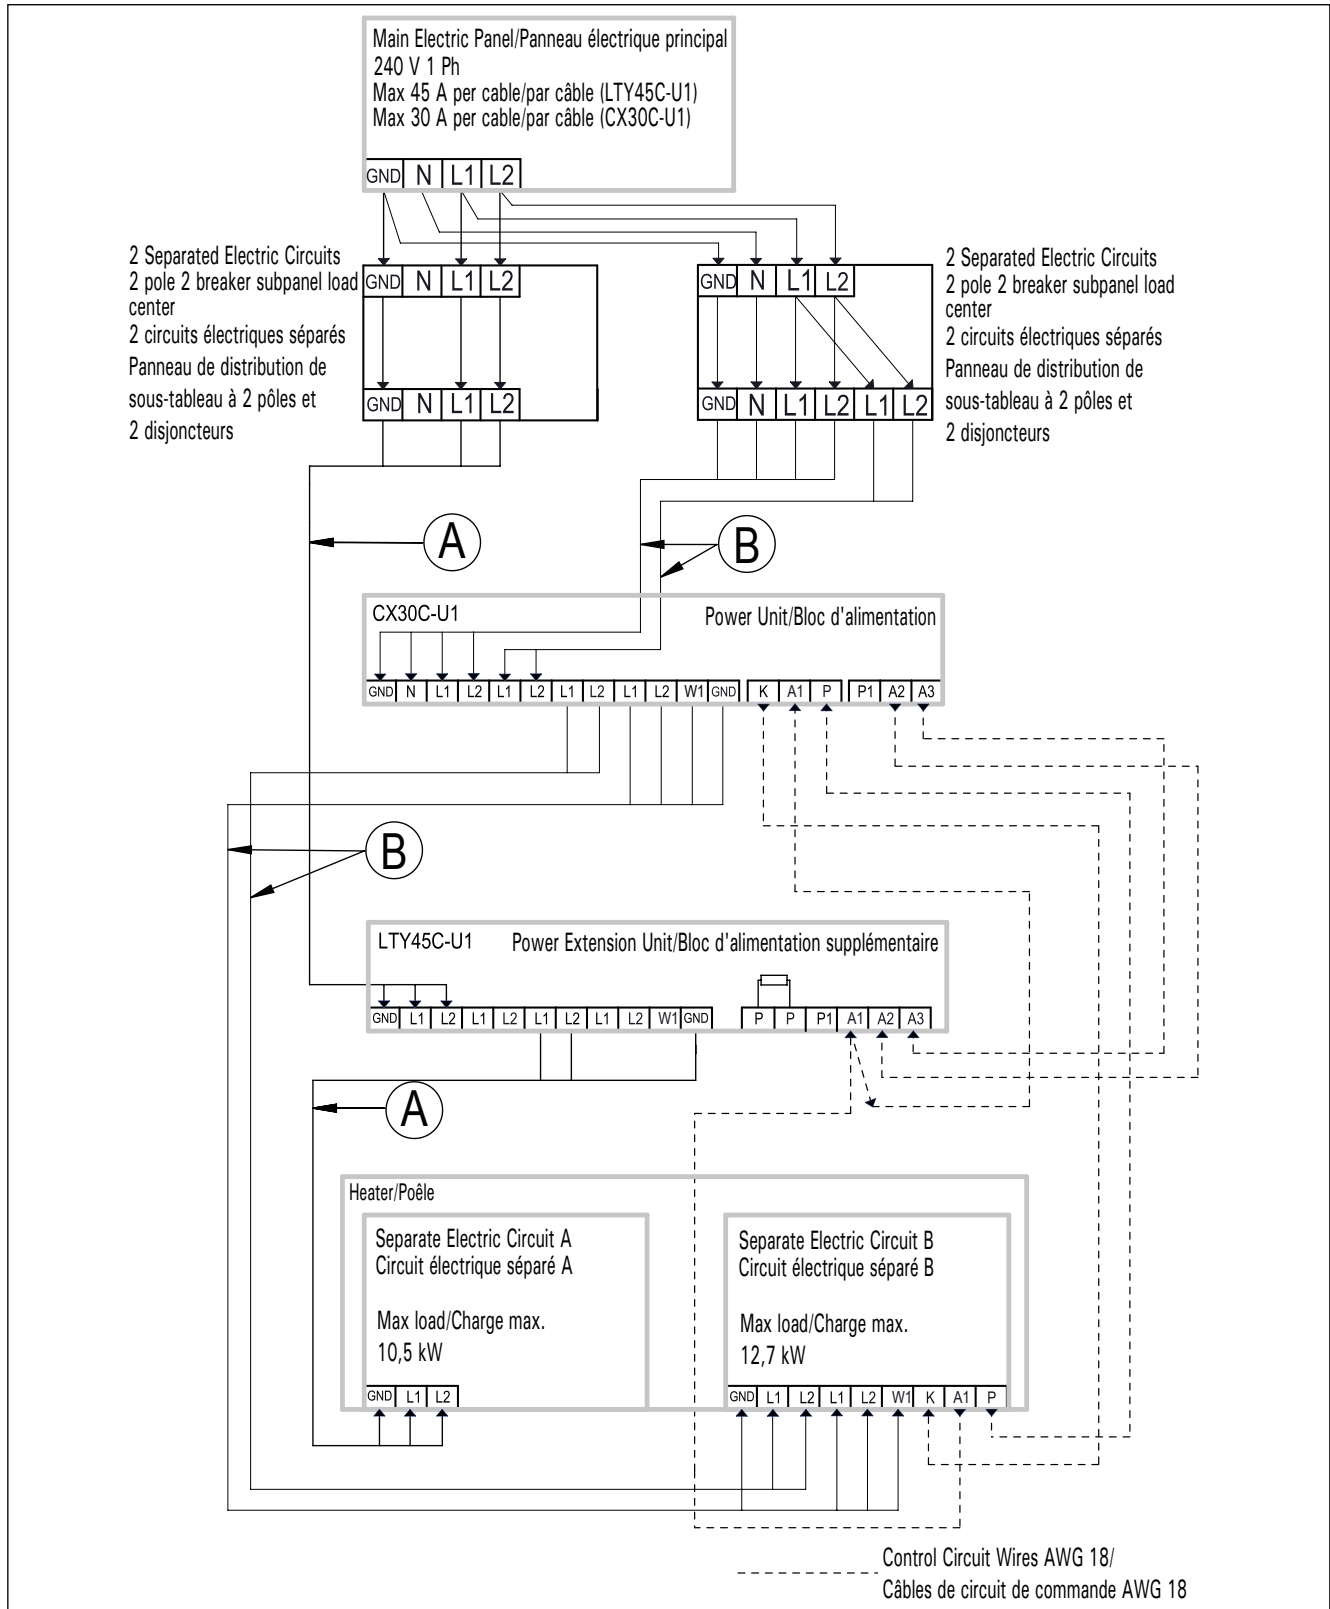 Main Electric Panel/Panneau électrique principal
240 V 1 Ph
Max 45 A per cable/par câble (LTY45C-U1)
Max 30 A per cable/par câble (CX30C-U1)
GND N L1 L2
2 Separated Electric Circuits
2 pole 2 breaker subpanel load
center
2 circuits électriques séparés
Panneau de distribution de
sous-tableau à 2 pôles et
2 disjoncteurs
GND N L1 L2
GND N L1 L2
GND N L1 L2
GND N L1 L2 L1 L2
2 Separated Electric Circuits
2 pole 2 breaker subpanel load
center
2 circuits électriques séparés
Panneau de distribution de
sous-tableau à 2 pôles et
2 disjoncteurs
A
B
CX30C-U1
Power Unit/Bloc d'alimentation
GND N L1 L2 L1 L2 L1 L2 L1 L2 W1 GND K A1 P P1 A2 A3
B
LTY45C-U1
Power Extension Unit/Bloc d'alimentation supplémentaire
GND L1 L2 L1 L2 L1 L2 L1 L2 W1 GND P P P1 A1 A2 A3
A
Heater/Poêle
Separate Electric Circuit A
Circuit électrique séparé A
Max load/Charge max.
10,5 kW
GND L1 L2
Separate Electric Circuit B
Circuit électrique séparé B
Max load/Charge max.
12,7 kW
GND L1 L2 L1 L2 W1 K A1 P
Control Circuit Wires AWG 18/
Câbles de circuit de commande AWG 18